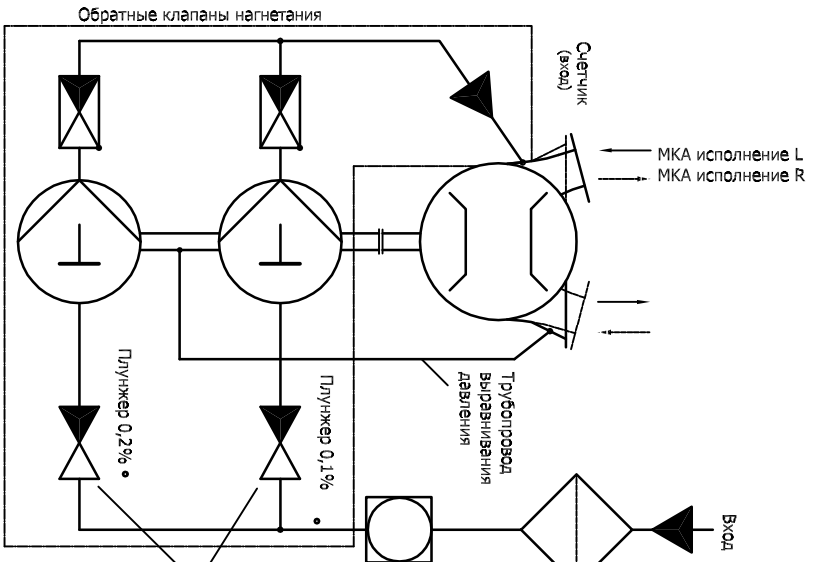 Обратные клапаны нагнетания
Счетчик
(вход)
МКА исполнение L
МКА исполнение R
Плунжер 0,2%
Плунжер 0,1%
Трубопровод
выравнивания
давления
Вход